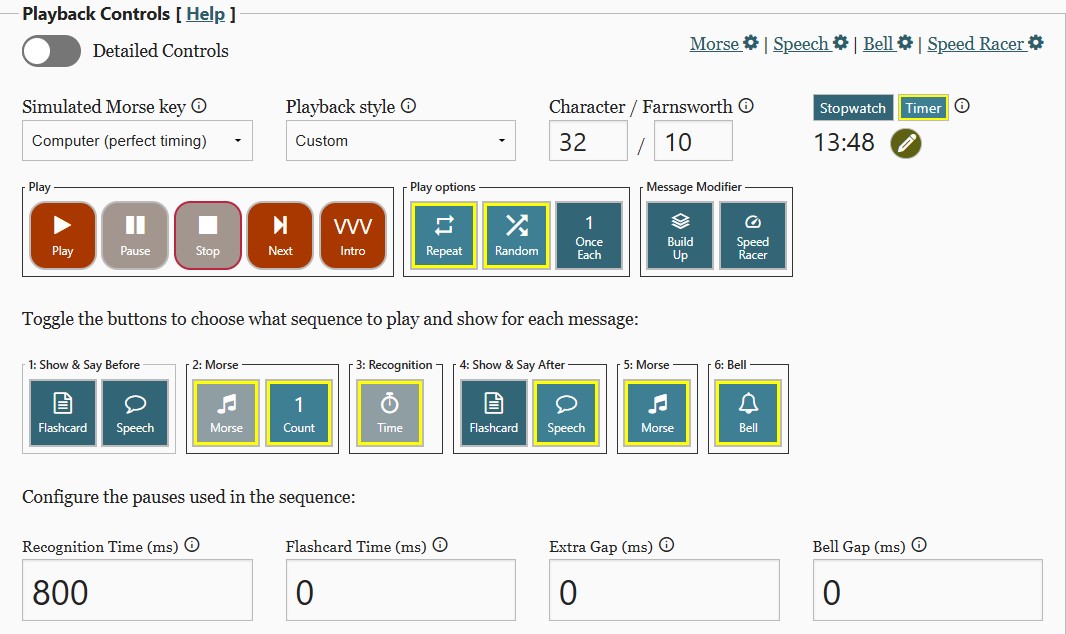 Playback Controls [ Help ]
Detailed Controls
Morse | Speech | Bell | Speed Racer
Simulated Morse key
Playback style
Character / Farnsworth
Stopwatch Timer
Computer (perfect timing)
Custom
32 / 10
13:48
Play
Play
Pause
Stop
Next
VVV
Intro
Play options
Repeat
Random
1
Once
Each
Message Modifier
Build
Up
Speed
Racer
Toggle the buttons to choose what sequence to play and show for each message:
1: Show & Say Before
Flashcard
Speech
2: Morse
Morse
1
Count
3: Recognition
Time
4: Show & Say After
Flashcard
Speech
5: Morse
Morse
6: Bell
Bell
Configure the pauses used in the sequence:
Recognition Time (ms)
Flashcard Time (ms)
Extra Gap (ms)
Bell Gap (ms)
800
0
0
0